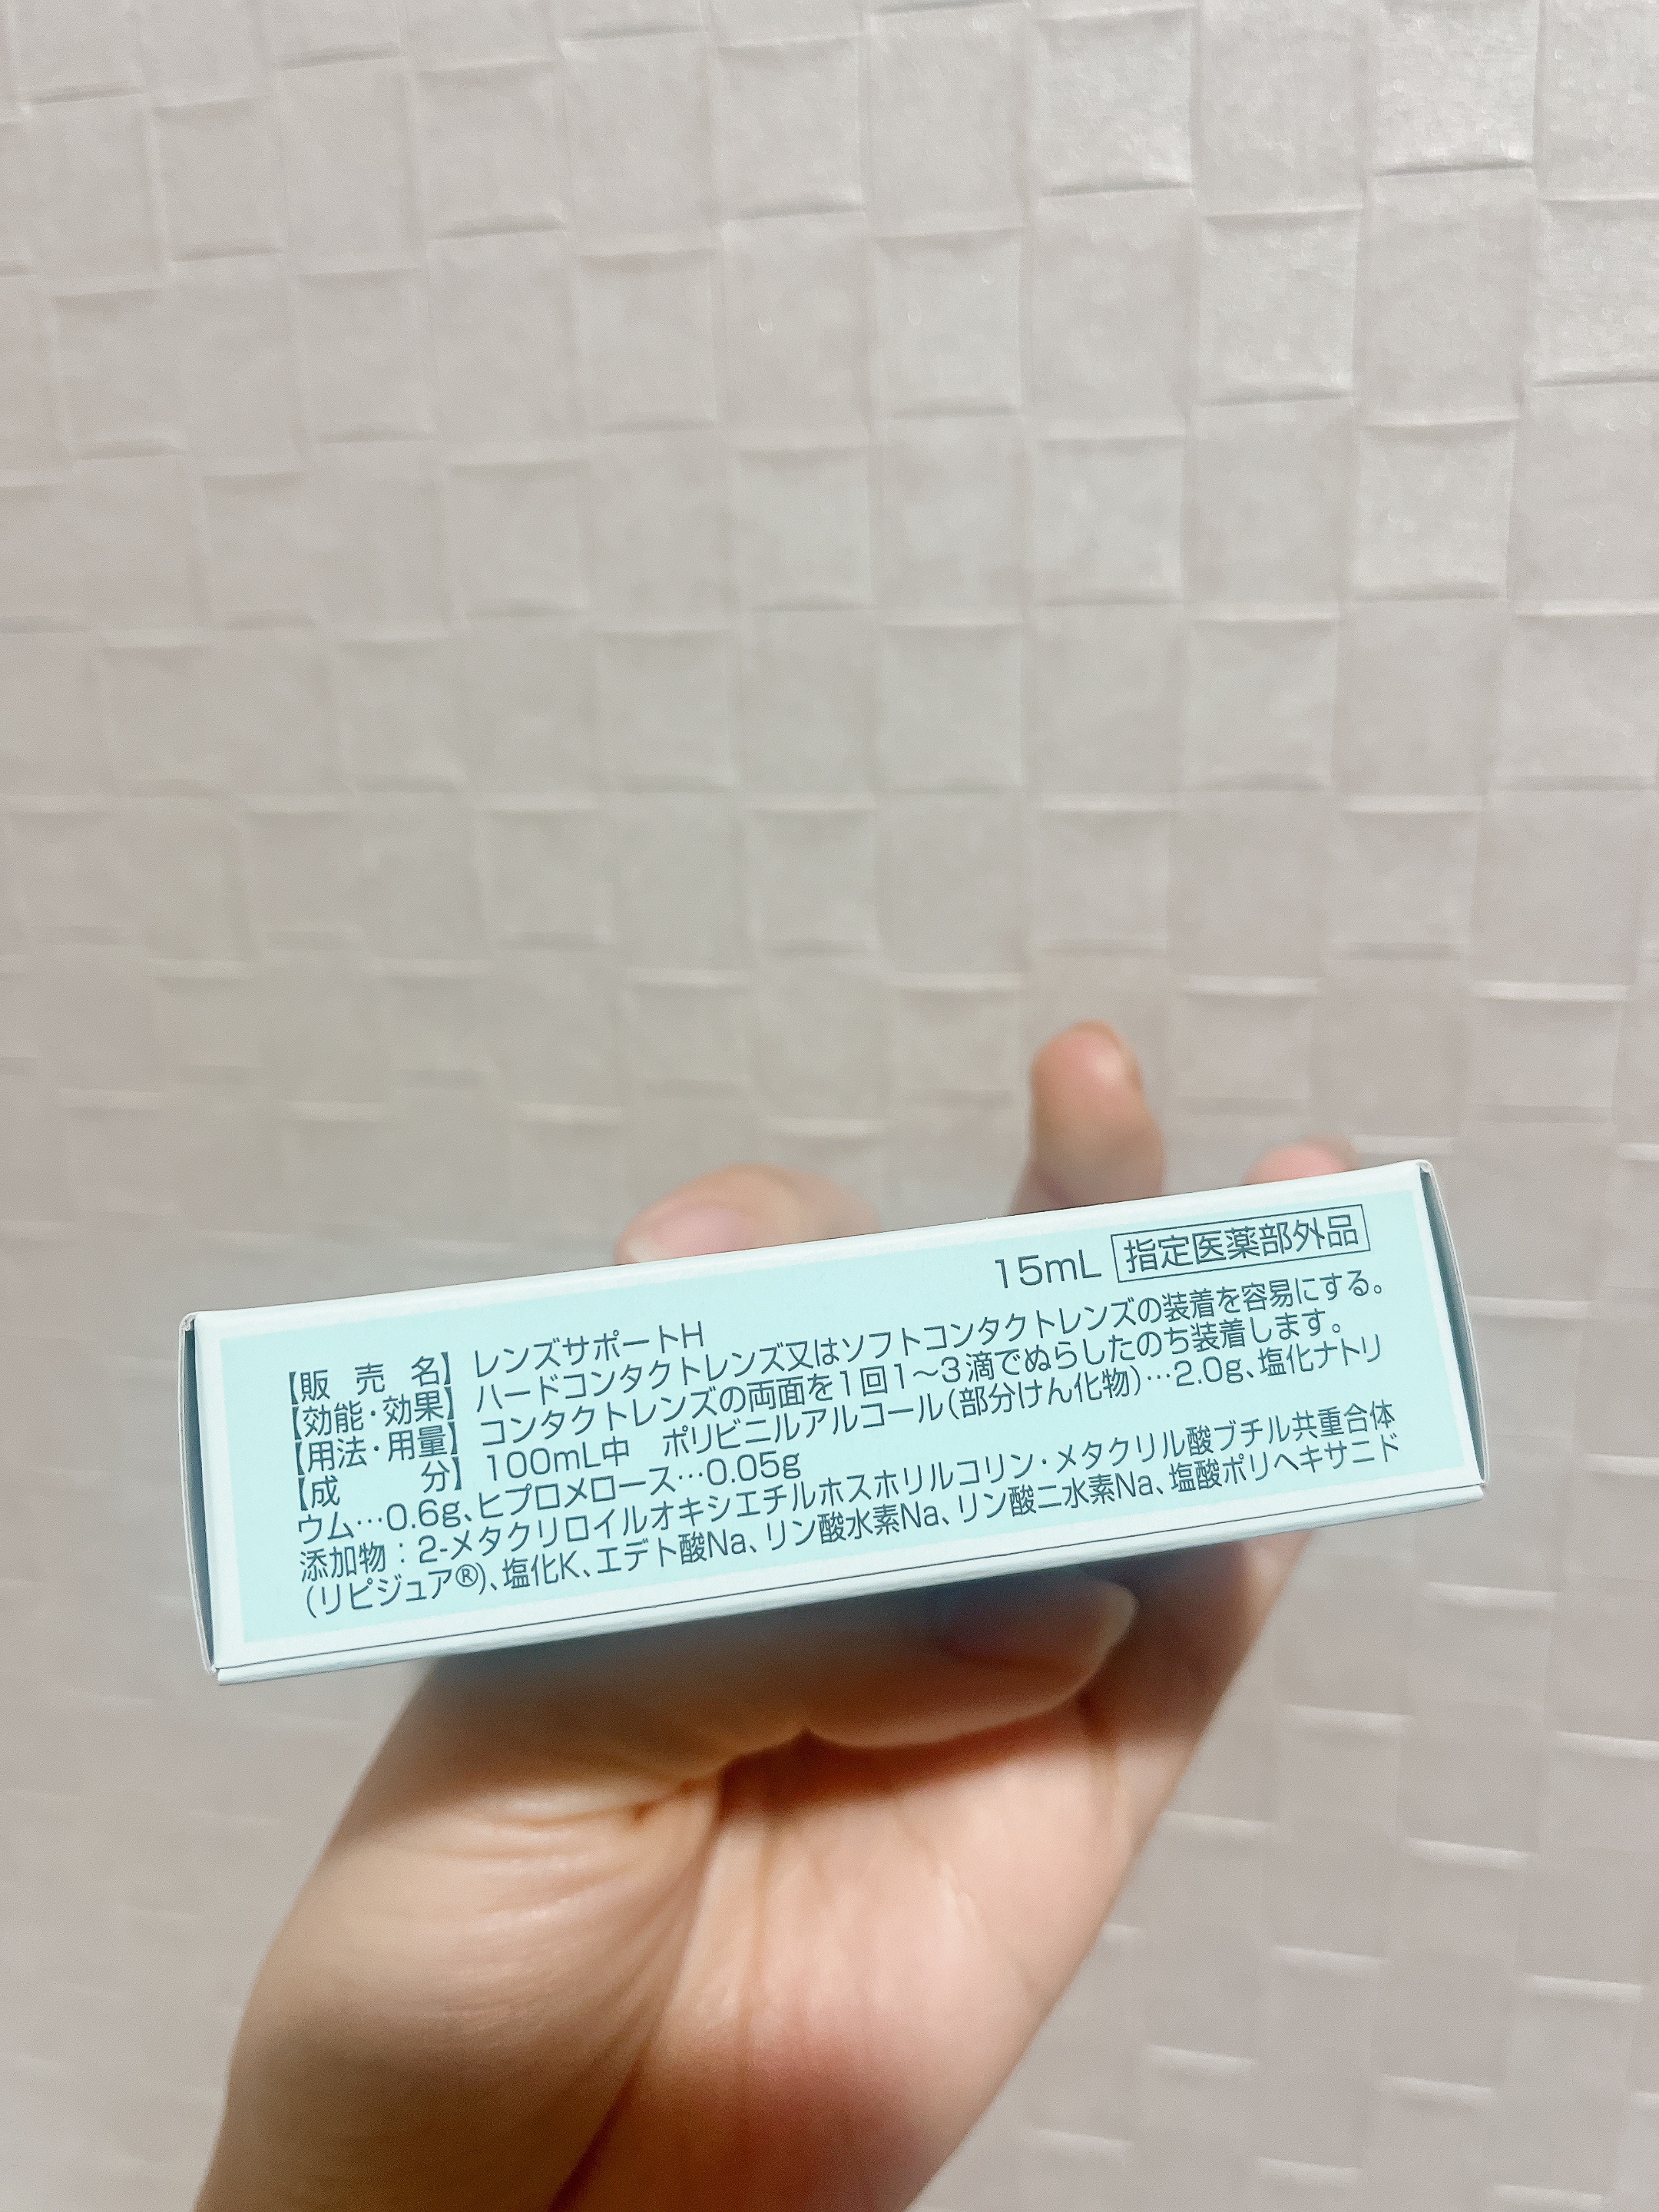 15mL 指定医薬部外品
【販売名】 レンズサポートH
【効能・効果】 ハードコンタクトレンズ又はソフトコンタクトレンズの装着を容易にする。
【用法・用量】 コンタクトレンズの両面を1回1～3滴でぬらしたのち装着します。
【成分】 100mL中 ポリビニルアルコール(部分けん化物)…2.0g、塩化ナトリ
ウム…0.6g、ヒプロメロース…0.05g
添加物：2-メタクリロイルオキシエチルホスホリルコリン・メタクリル酸ブチル共重合体
(リピジュア®)、塩化K、エデト酸Na、リン酸水素Na、リン酸二水素Na、塩酸ポリヘキサニド